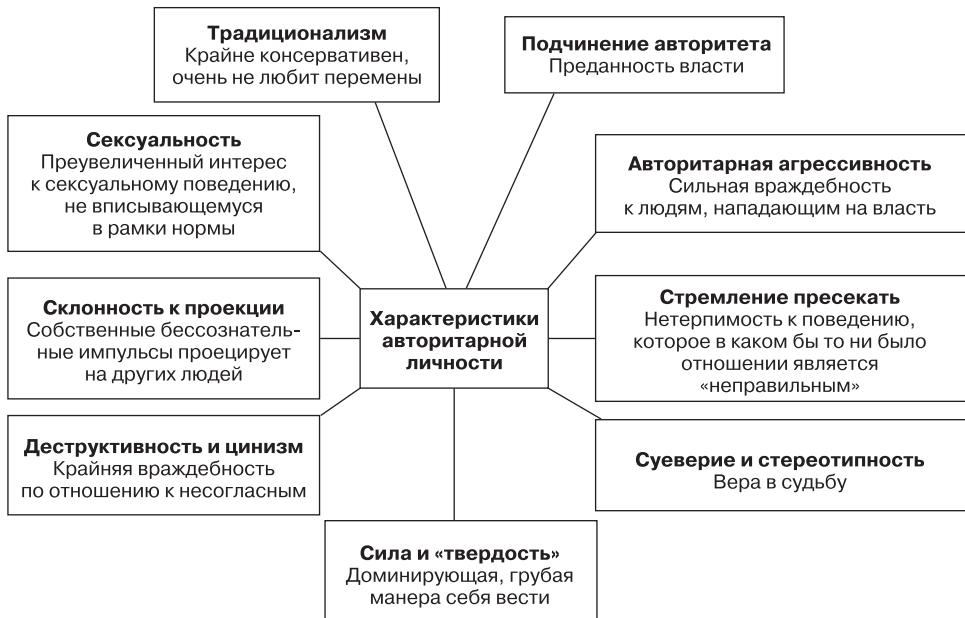 Традиционализм
Крайне консервативен,
очень не любит перемены
Подчинение авторитета
Преданность власти
Сексуальность
Преувеличенный интерес
к сексуальному поведению,
не вписывающемуся
в рамки нормы
Авторитарная агрессивность
Сильная враждебность
к людям, нападающим на власть
Склонность к проекции
Собственные бессознатель-
ные импульсы проецирует
на других людей
Характеристики
авторитарной
личности
Стремление пресекать
Нетерпимость к поведению,
которое в каком бы то ни было
отношении является
«неправильным»
Деструктивность и цинизм
Крайняя враждебность
по отношению к несогласным
Суеверие и стереотипность
Вера в судьбу
Сила и «твердость»
Доминирующая, грубая
манера себя вести